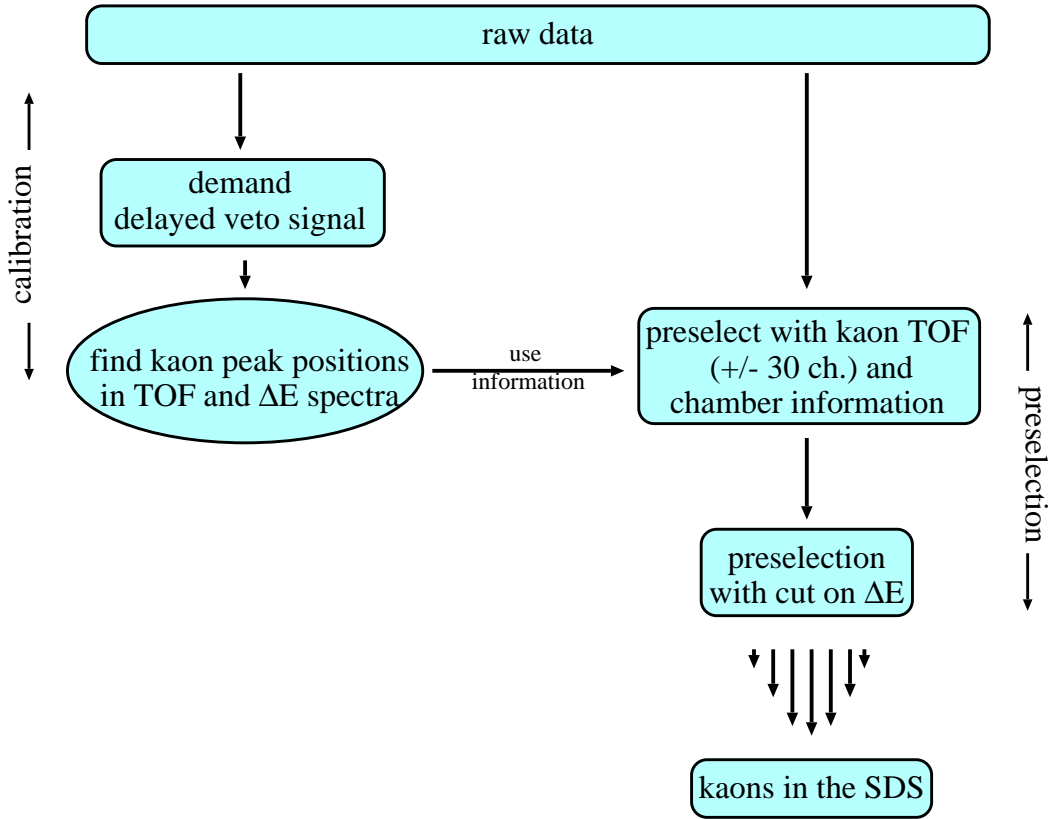 raw data
calibration
demand
delayed veto signal
find kaon peak positions
in TOF and ΔE spectra
use
information
preselect with kaon TOF
(+/- 30 ch.) and
chamber information
preselection
preselection
with cut on ΔE
kaons in the SDS